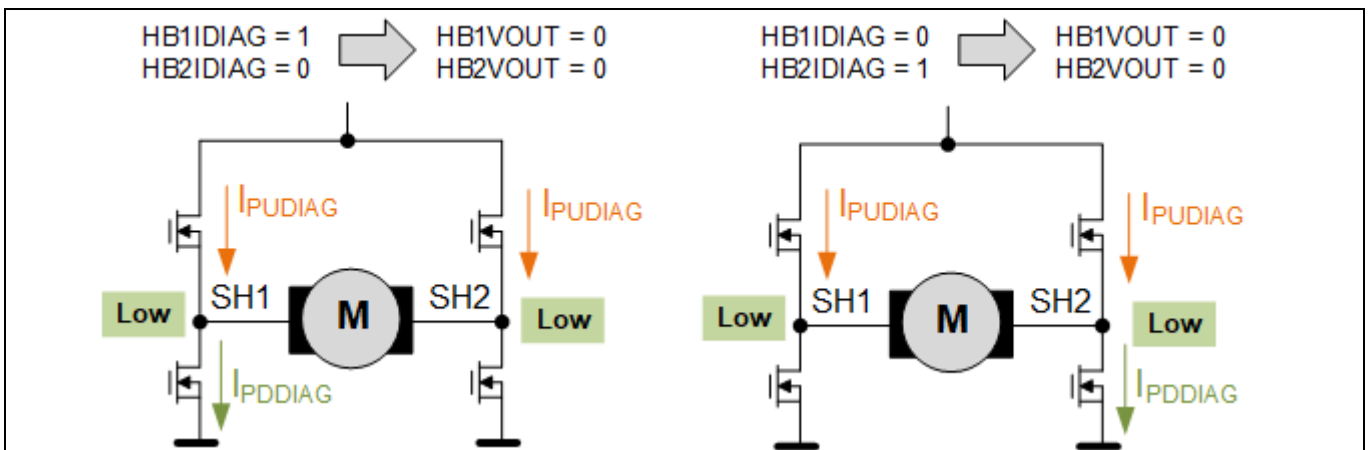 HB1IDIAG = 1 HB1VOUT = 0
HB2IDIAG = 0 HB2VOUT = 0
IPUDIAG IPUDIAG
Low SH1 M SH2 Low
IPDDIAG
HB1IDIAG = 0 HB1VOUT = 0
HB2IDIAG = 1 HB2VOUT = 0
IPUDIAG IPUDIAG
Low SH1 M SH2 Low
IPDDIAG